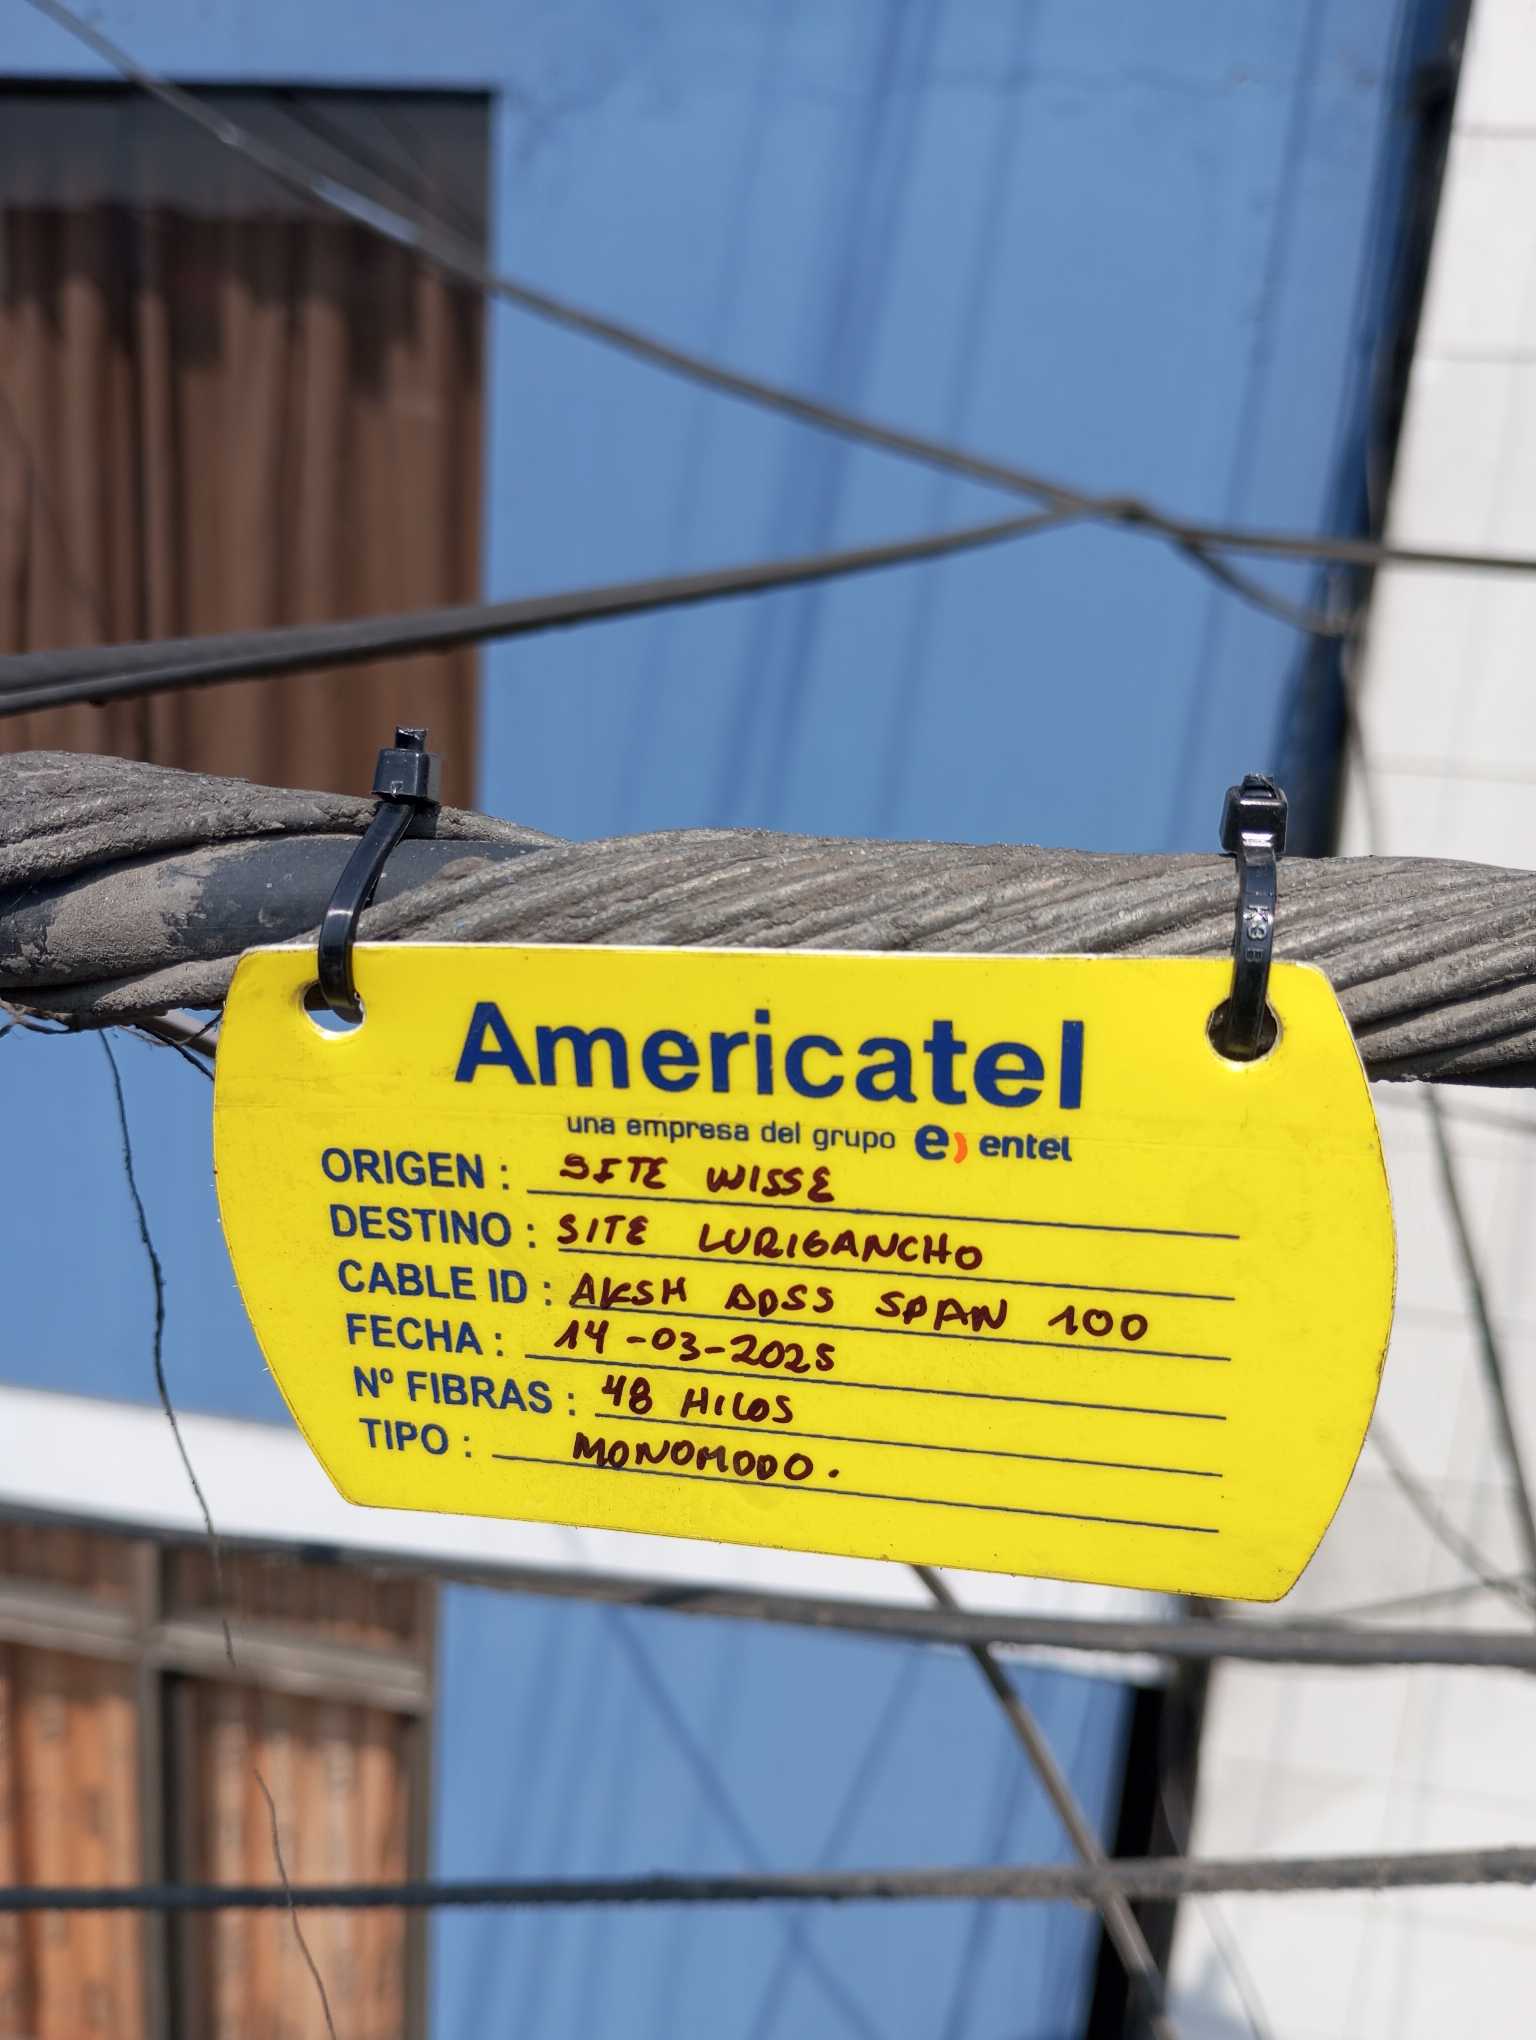 Americatel
una empresa del grupo e) entel
ORIGEN : SITE WISSE
DESTINO : SITE LURIGANCHO
CABLE ID : AKSH ADSS SPAN 100
FECHA : 14-03-2025
Nº FIBRAS : 48 HILOS
TIPO : MONOMODO.